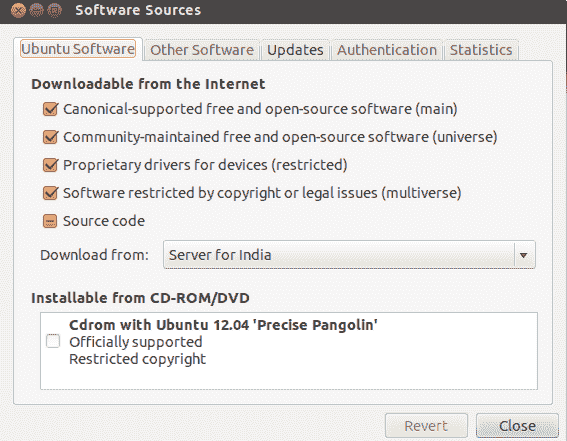 Software Sources
Ubuntu Software Other Software Updates Authentication Statistics
Downloadable from the Internet
Canonical-supported free and open-source software (main)
Community-maintained free and open-source software (universe)
Proprietary drivers for devices (restricted)
Software restricted by copyright or legal issues (multiverse)
Source code
Download from: Server for India
Installable from CD-ROM/DVD
Cdrom with Ubuntu 12.04 'Precise Pangolin'
Officially supported
Restricted copyright
Revert Close